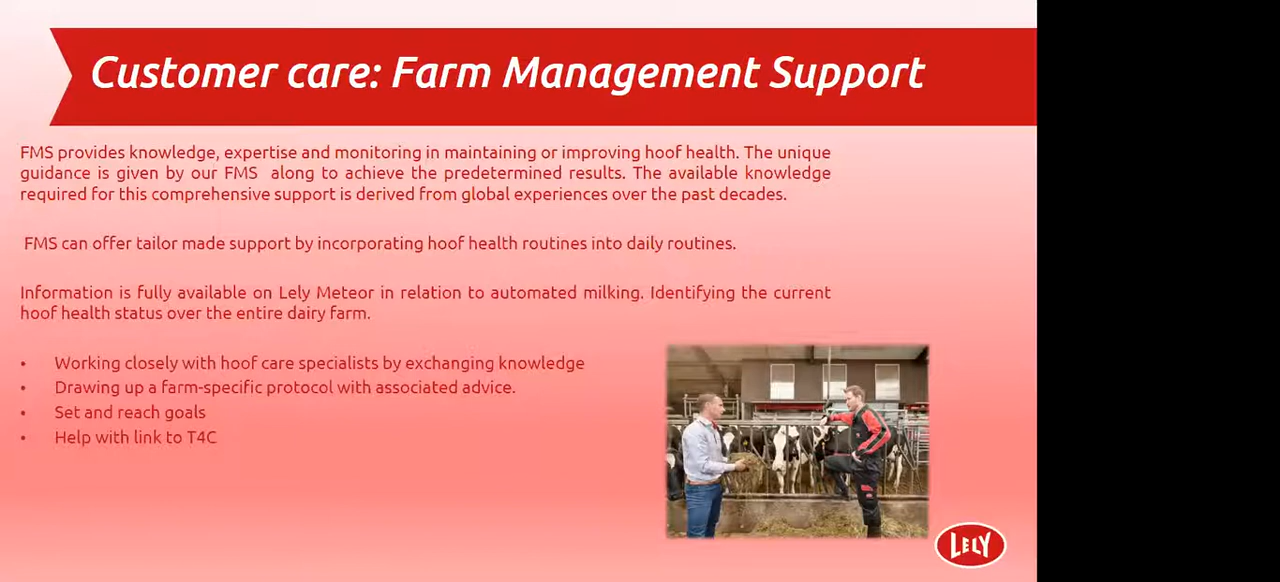 Customer care: Farm Management Support
FMS provides knowledge, expertise and monitoring in maintaining or improving hoof health. The unique
guidance is given by our FMS along to achieve the predetermined results. The available knowledge
required for this comprehensive support is derived from global experiences over the past decades.
FMS can offer tailor made support by incorporating hoof health routines into daily routines.
Information is fully available on Lely Meteor in relation to automated milking. Identifying the current
hoof health status over the entire dairy farm.
• Working closely with hoof care specialists by exchanging knowledge
• Drawing up a farm-specific protocol with associated advice.
• Set and reach goals
• Help with link to T4C
LELY